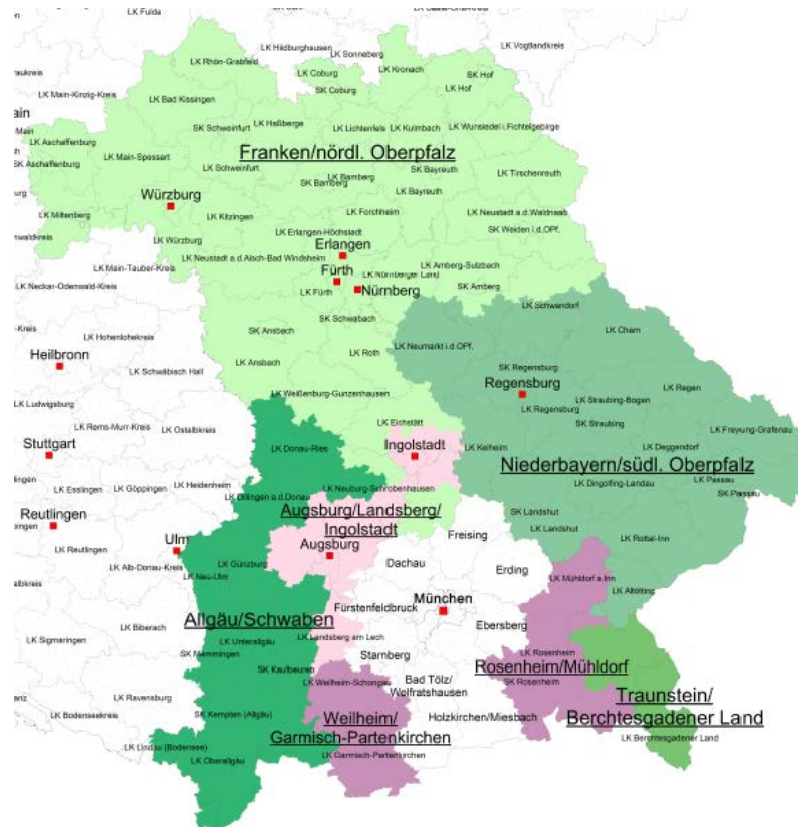 LK Fulda
LK Hildburghausen
LK Sonneberg
LK Vogtlandkreis
LK Rhön-Grabfeld
LK Coburg
LK Kronach
SK Hof
SK Coburg
LK Hof
LK Main-Kinzig-Kreis
LK Bad Kissingen
Main
LK Haßberge
SK Schweinfurt
LK Lichtenfels
LK Kulmbach
LK Wunsiedel i.Fichtelgebirge
LK Aschaffenburg
SK Aschaffenburg
LK Main-Spessart
Franken/nördl. Oberpfalz
LK Schweinfurt
LK Bamberg
SK Bamberg
SK Bayreuth
LK Bayreuth
LK Tirschenreuth
Würzburg
LK Miltenberg
LK Kitzingen
LK Forchheim
LK Neustadt a.d.Waldnaab
LK Würzburg
LK Erlangen-Höchstadt
SK Weiden i.d.OPf.
Erlangen
LK Neustadt a.d.Aisch-Bad Windsheim
LK Main-Tauber-Kreis
Fürth
LK Nürnberger Land
LK Amberg-Sulzbach
LK Neckar-Odenwald-Kreis
LK Fürth
Nürnberg
SK Amberg
LK Schwandorf
SK Schwabach
SK Ansbach
LK Cham
LK Hohenlohekreis
LK Neumarkt i.d.OPf.
LK Roth
Heilbronn
LK Ansbach
SK Regensburg
LK Schwäbisch Hall
Regensburg
LK Regen
LK Weißenburg-Gunzenhausen
LK Straubing-Bogen
LK Ludwigsburg
LK Regensburg
LK Rems-Murr-Kreis
LK Ostalbkreis
LK Eichstätt
SK Straubing
LK Freyung-Grafenau
Stuttgart
LK Donau-Ries
Ingolstadt
LK Kelheim
LK Deggendorf
Niederbayern/südl. Oberpfalz
LK Passau
LK Esslingen
LK Göppingen
LK Heidenheim
LK Dillingen a.d.Donau
LK Neuburg-Schrobenhausen
LK Dingolfing-Landau
SK Passau
Augsburg/Landsberg/
Ingolstadt
Reutlingen
SK Landshut
LK Landshut
Freising
LK Rottal-Inn
Ulm
LK Reutlingen
Augsburg
LK Alb-Donau-Kreis
LK Günzburg
Dachau
Erding
LK Neu-Ulm
LK Mühldorf a.Inn
LK Altötting
LK Biberach
Allgäu/Schwaben
Fürstenfeldbruck
München
Ebersberg
LK Sigmaringen
LK Unterallgäu
LK Landsberg am Lech
SK Memmingen
Starnberg
LK Rosenheim
SK Kaufbeuren
Rosenheim/Mühldorf
LK Weilheim-Schongau
Bad Tölz/
Wolfratshausen
SK Rosenheim
LK Ravensburg
Traunstein/
Berchtesgadener Land
LK Bodenseekreis
SK Kempten (Allgäu)
Weilheim/
Garmisch-Partenkirchen
Holzkirchen/Miesbach
LK Lindau (Bodensee)
LK Oberallgäu
LK Garmisch-Partenkirchen
LK Berchtesgadener Land